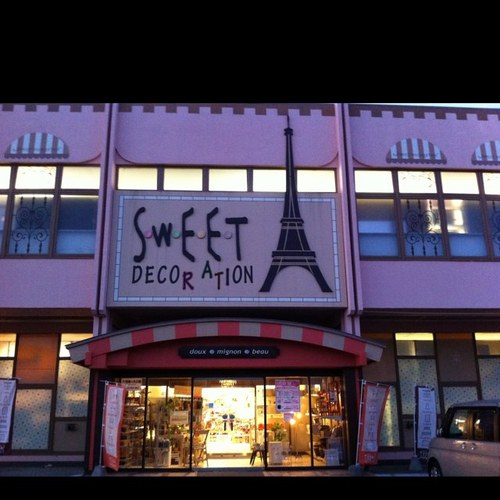 SWEET
DECORATION
doux mignon beau